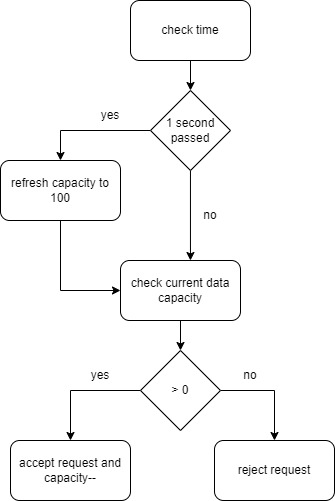 check time
yes
1 second
passed
refresh capacity to
100
no
check current data
capacity
yes
> 0
no
accept request and
capacity--
reject request